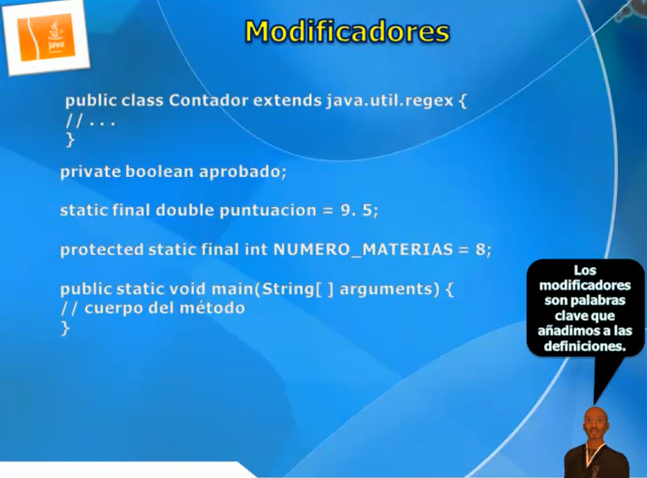 Modificadores
Java
public class Contador extends java.util.regex {
// . . .
}
private boolean aprobado;
static final double puntuacion = 9. 5;
protected static final int NUMERO_MATERIAS = 8;
public static void main(String[ ] arguments) {
// cuerpo del método
}
Los
modificadores
son palabras
clave que
añadimos a las
definiciones.